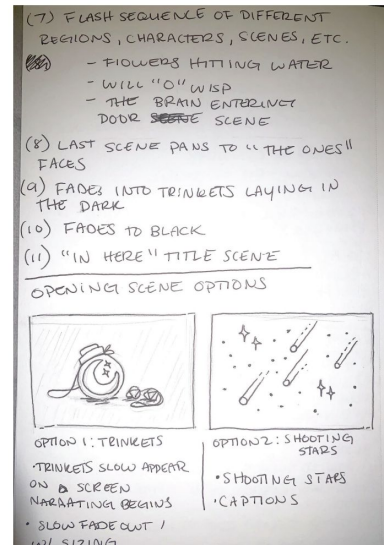 (7) FLASH SEQUENCE OF DIFFERENT
REGIONS, CHARACTERS, SCENES, ETC.
- FLOWERS HITTING WATER
- WILL "O" WISP
- THE BRAIN ENTERING
DOOR SCENE
(8) LAST SCENE PANS TO "THE ONES"
FACES
(9) FADES INTO TRINKETS LAYING IN
THE DARK
(10) FADES TO BLACK
(11) "IN HERE" TITLE SCENE
OPENING SCENE OPTIONS
OPTION 1: TRINKETS
• TRINKETS SLOW APPEAR
ON SCREEN
NARRATING BEGINS
• SLOW FADE OUT /
W/ SIZING
OPTION 2: SHOOTING
STARS
• SHOOTING STARS
• CAPTIONS